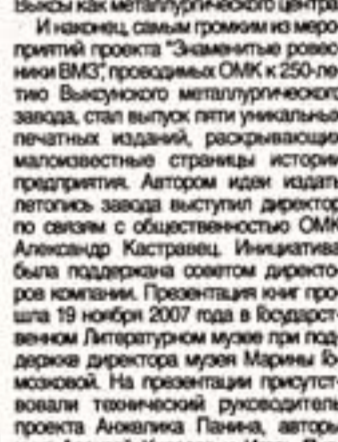 Выксы как металлургического центра.
И наконец, самым громким из меро-
приятий проекта "Знаменитые ровес-
ники ВМЗ", проводимых ОМК к 250-ле-
тию Выксунского металлургического
завода, стал выпуск пяти уникальных
печатных изданий, раскрывающих
малоизвестные страницы истории
предприятия. Автором идеи издать
летопись завода выступил директор
по связям с общественностью ОМК
Александр Кастравец. Инициатива
была поддержана советом директо-
ров компании. Презентация книг про-
шла 19 ноября 2007 года в Государст-
венном Литературном музее при под-
держке директора музея Марины Го-
мозковой. На презентации присутст-
вовали технический руководитель
проекта Анжелика Панина, авторы